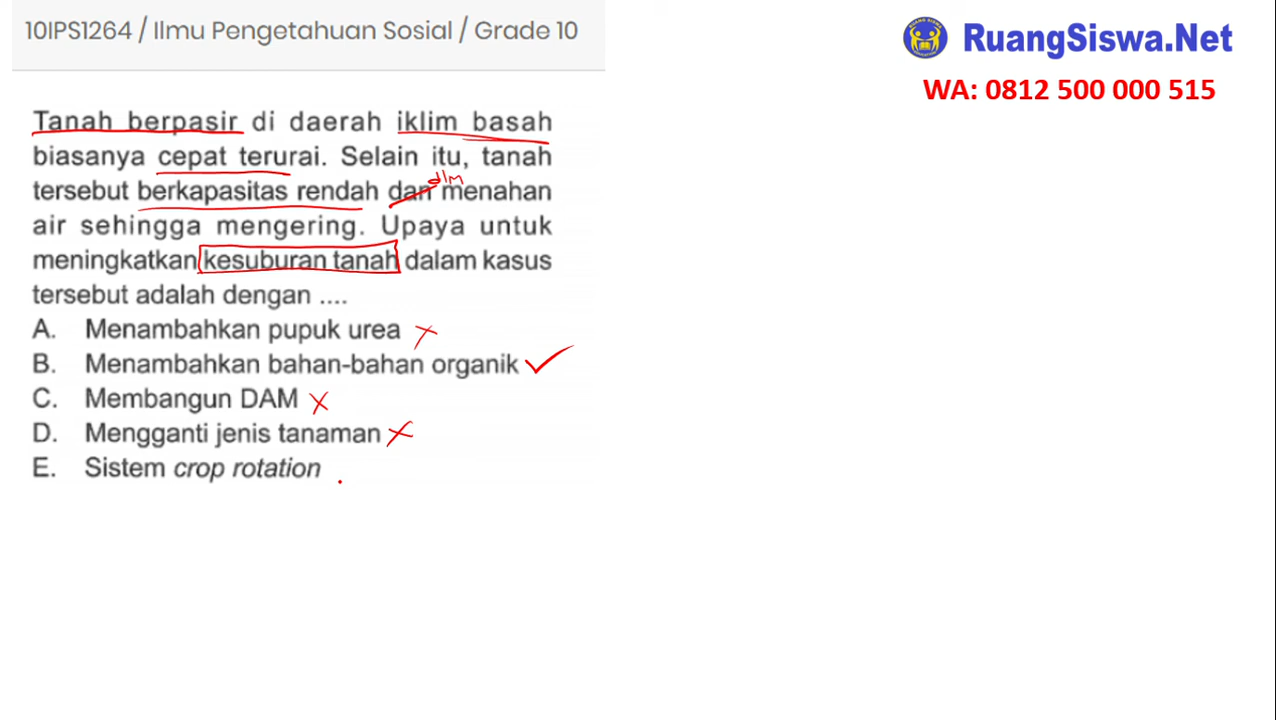 10IPS1264 / Ilmu Pengetahuan Sosial / Grade 10
RuangSiswa.Net
WA: 0812 500 000 515
Tanah berpasir di daerah iklim basah
biasanya cepat terurai. Selain itu, tanah
dlm
tersebut berkapasitas rendah dan menahan
air sehingga mengering. Upaya untuk
meningkatkan kesuburan tanah dalam kasus
tersebut adalah dengan ....
A. Menambahkan pupuk urea
B. Menambahkan bahan-bahan organik
C. Membangun DAM
D. Mengganti jenis tanaman
E. Sistem crop rotation